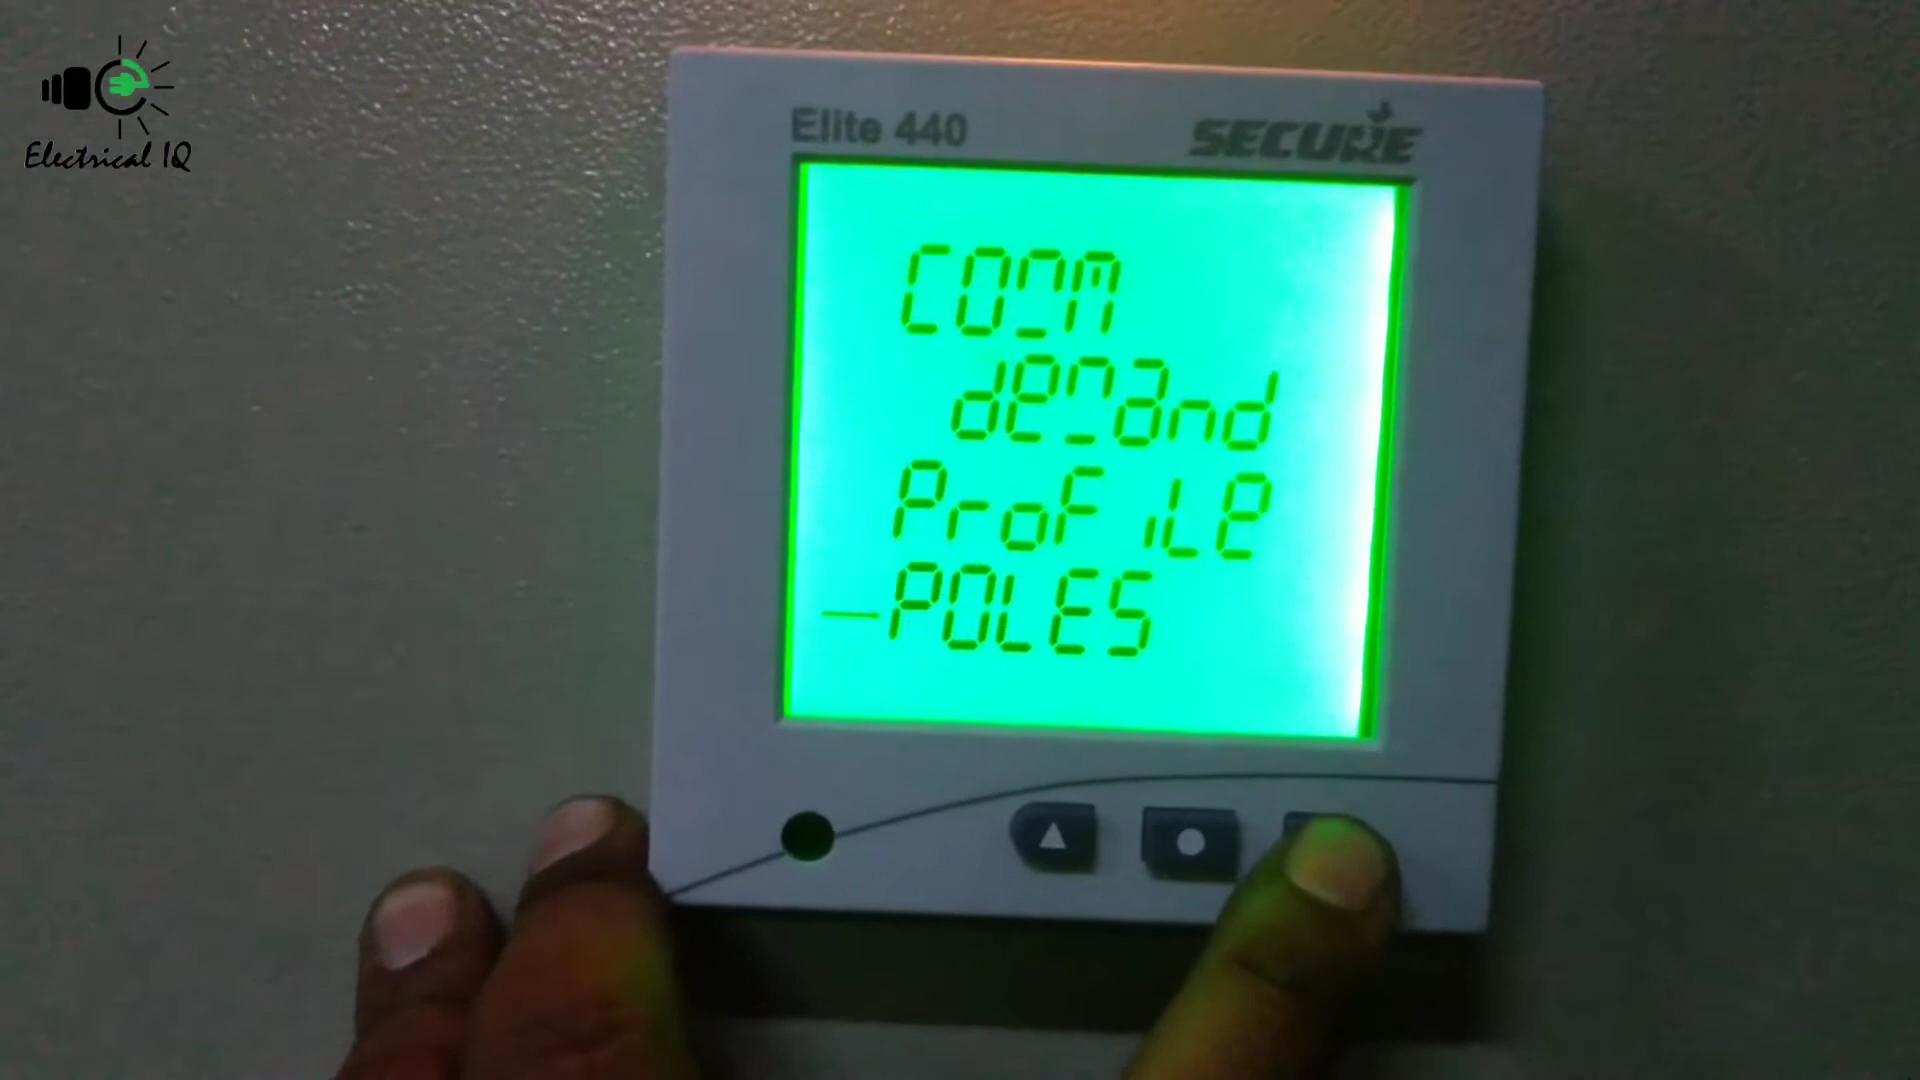 Electrical IQ
Elite 440
SECURE
COMM
demand
ProFiLe
—POLES